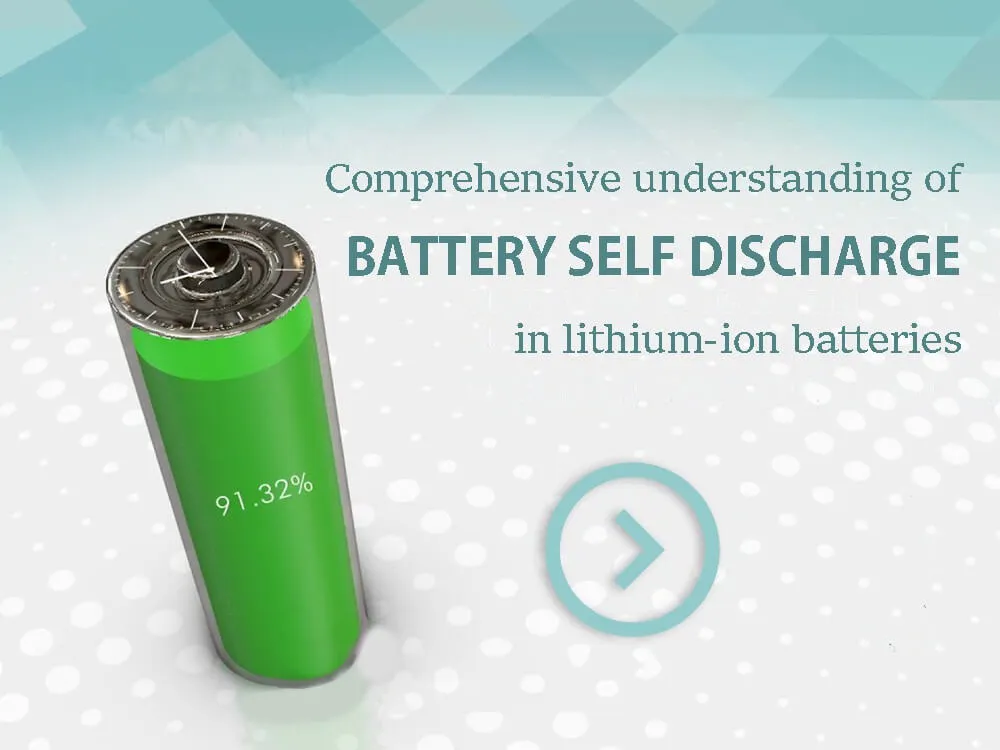 Comprehensive understanding of
BATTERY SELF DISCHARGE
in lithium-ion batteries
91.32%